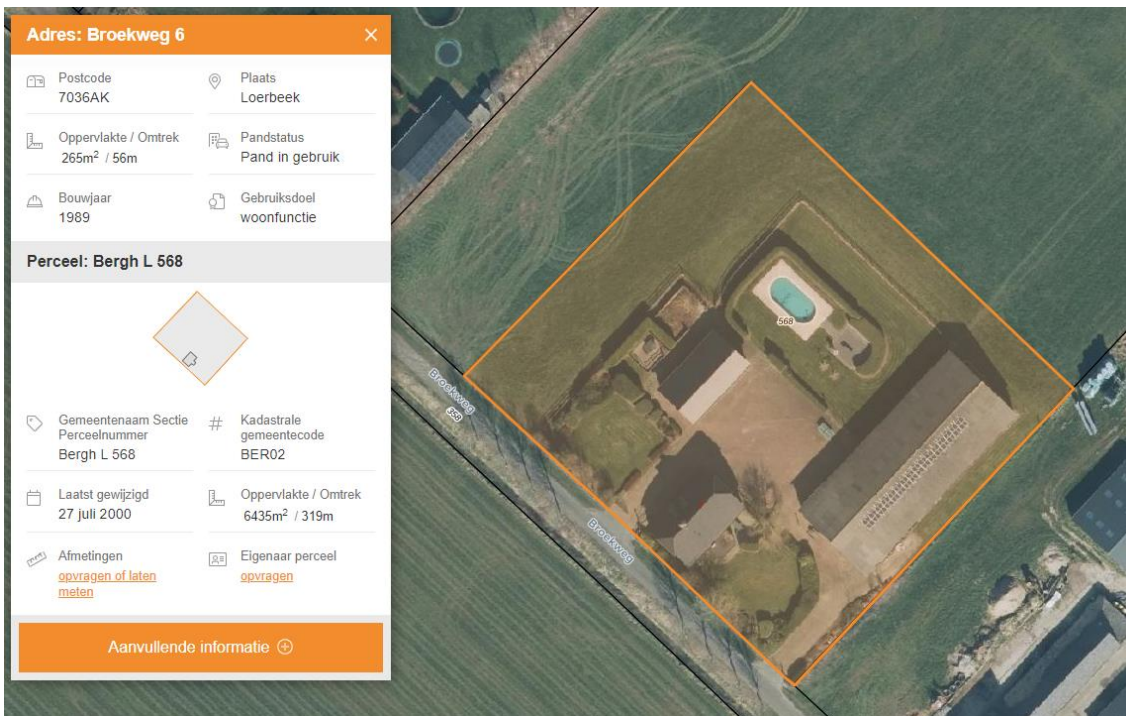 Adres: Broekweg 6
Postcode
7036AK
Plaats
Loerbeek
Oppervlakte / Omtrek
265m² / 56m
Pandstatus
Pand in gebruik
Bouwjaar
1989
Gebruiksdoel
woonfunctie
Perceel: Bergh L 568
Gemeentenaam Sectie
Perceelnummer
Bergh L 568
Kadastrale
gemeentecode
BER02
Laatst gewijzigd
27 juli 2000
Oppervlakte / Omtrek
6435m² / 319m
Afmetingen
opvragen of laten
meten
Eigenaar perceel
opvragen
Aanvullende informatie
568
Broekweg
Broekweg